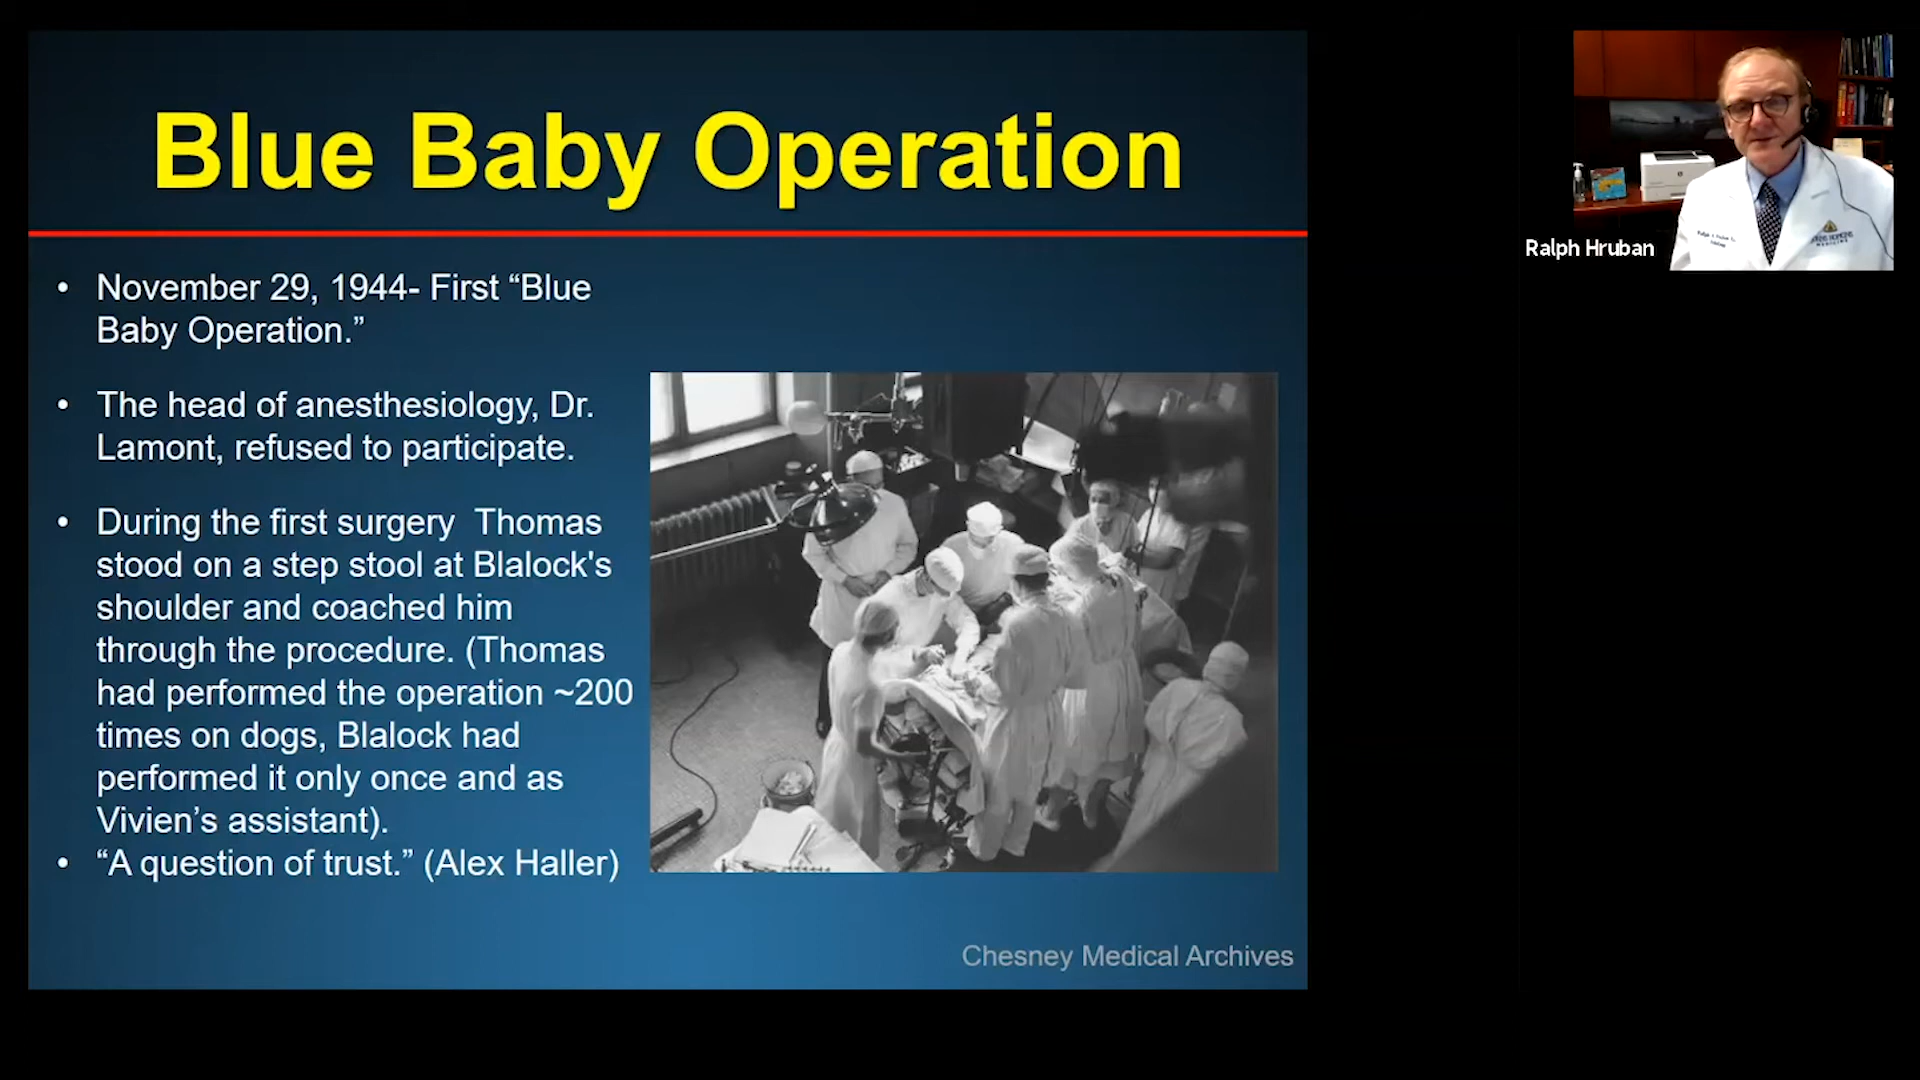 Blue Baby Operation
• November 29, 1944- First “Blue
Baby Operation.”
• The head of anesthesiology, Dr.
Lamont, refused to participate.
• During the first surgery  Thomas
stood on a step stool at Blalock's
shoulder and coached him
through the procedure. (Thomas
had performed the operation ~200
times on dogs, Blalock had
performed it only once and as
Vivien’s assistant).
• “A question of trust.” (Alex Haller)
Chesney Medical Archives
Ralph Hruban